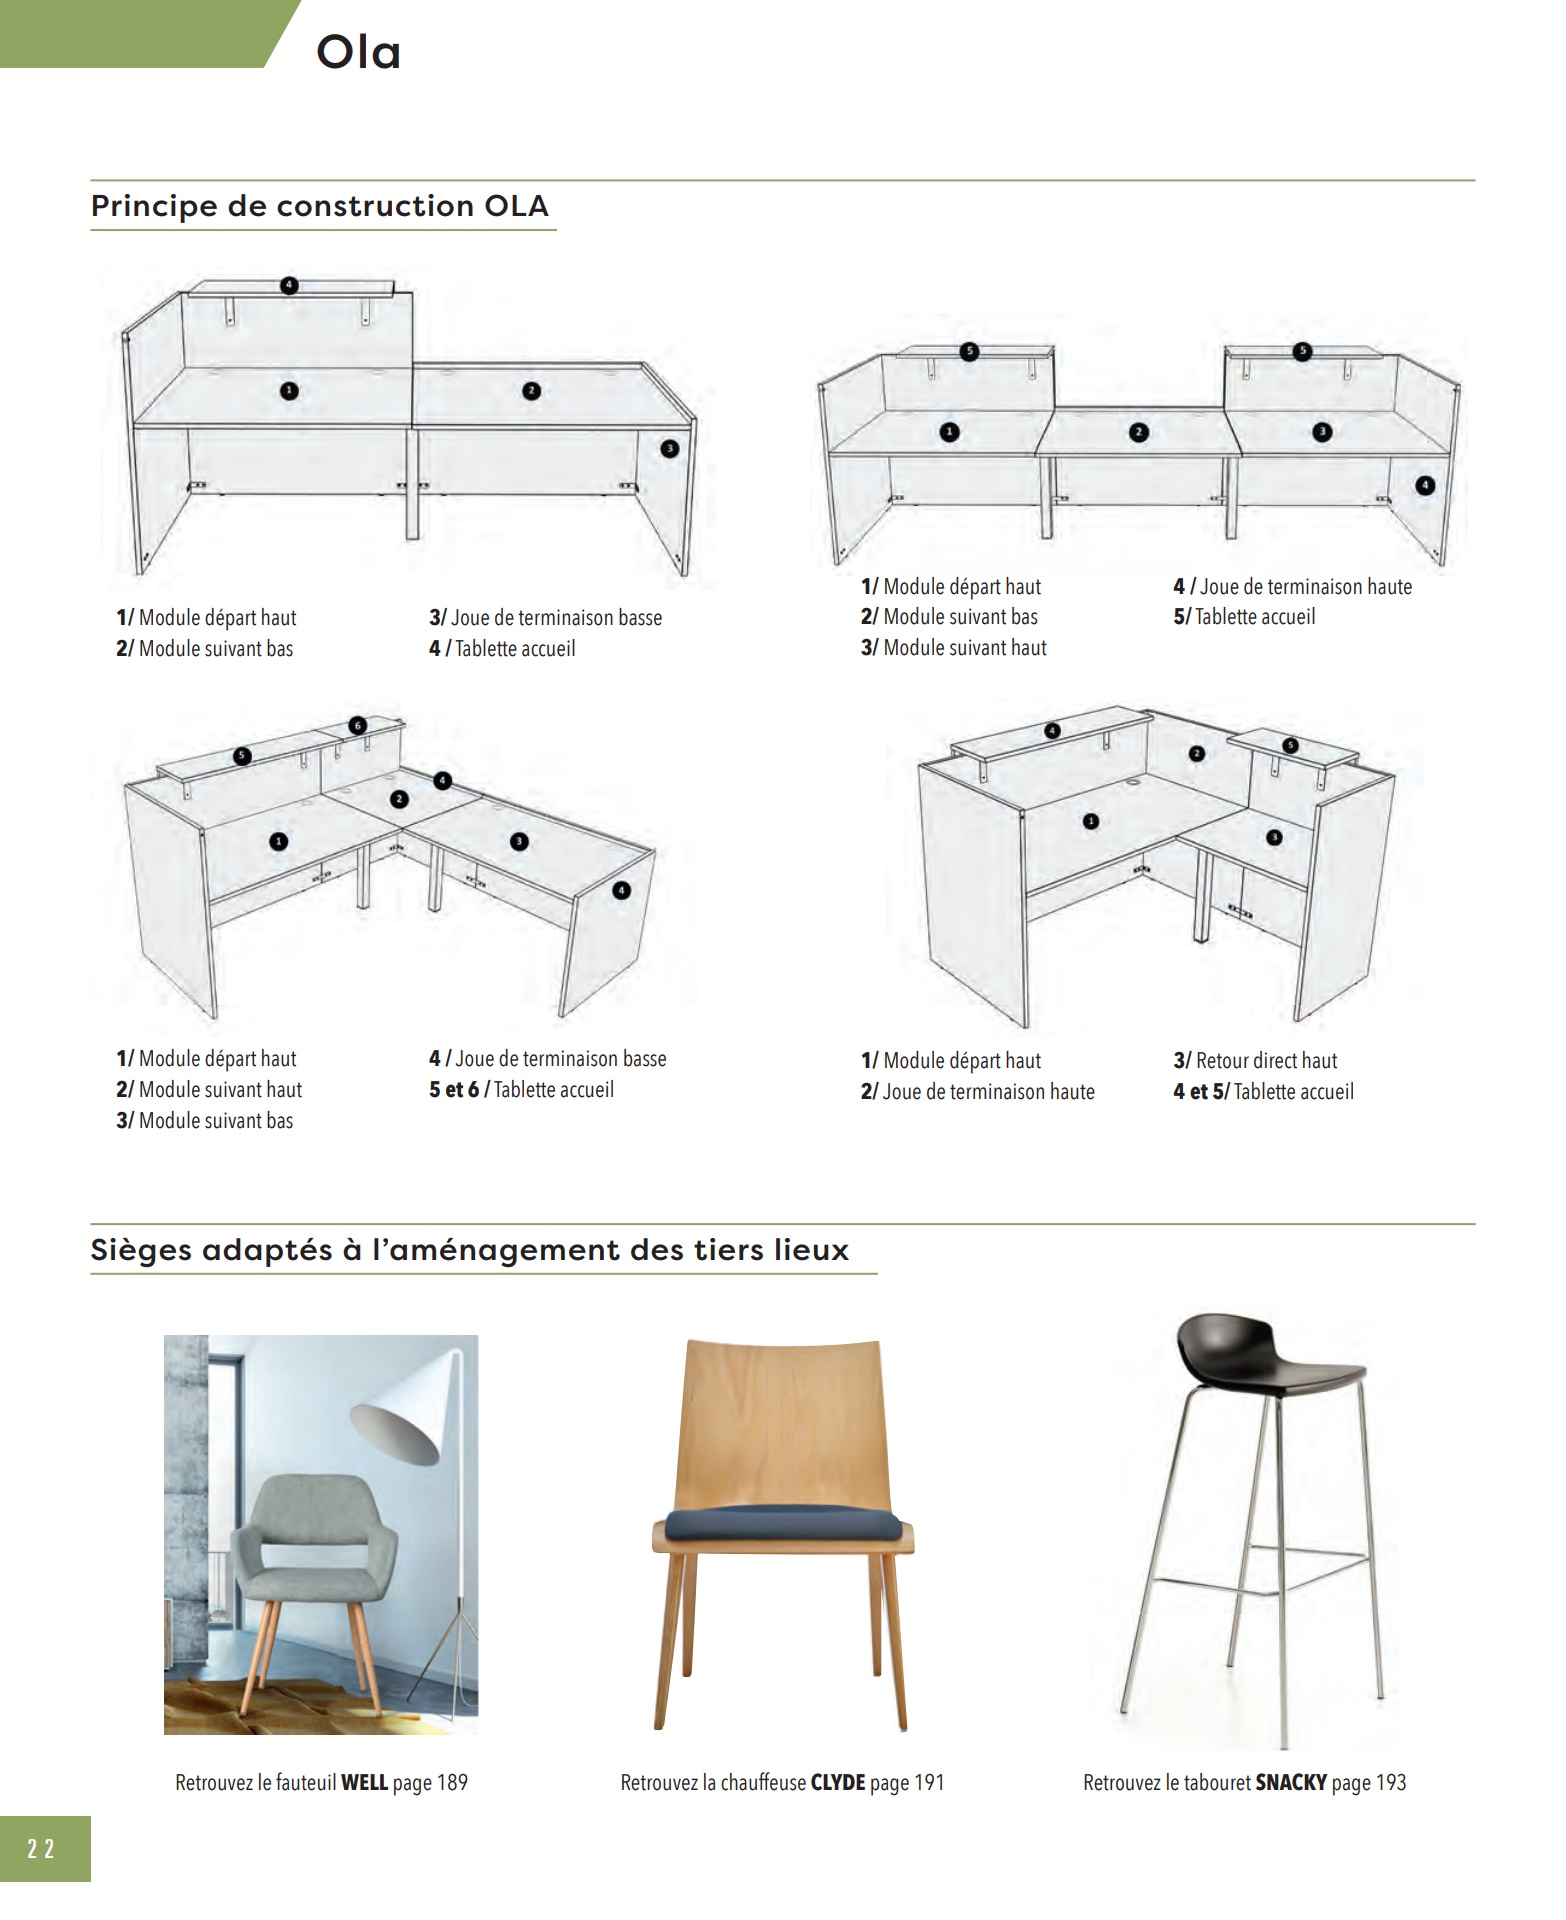 Ola
Principe de construction OLA
4
1
2
3
1/ Module départ haut
2/ Module suivant bas
3/ Joue de terminaison basse
4 / Tablette accueil
5
5
1
2
3
4
1/ Module départ haut
2/ Module suivant bas
3/ Module suivant haut
4 / Joue de terminaison haute
5/ Tablette accueil
6
5
4
2
1
3
4
1/ Module départ haut
2/ Module suivant haut
3/ Module suivant bas
4 / Joue de terminaison basse
5 et 6 / Tablette accueil
4
5
2
1
3
1/ Module départ haut
2/ Joue de terminaison haute
3/ Retour direct haut
4 et 5/ Tablette accueil
Sièges adaptés à l’aménagement des tiers lieux
Retrouvez le fauteuil WELL page 189
Retrouvez la chauffeuse CLYDE page 191
Retrouvez le tabouret SNACKY page 193
22